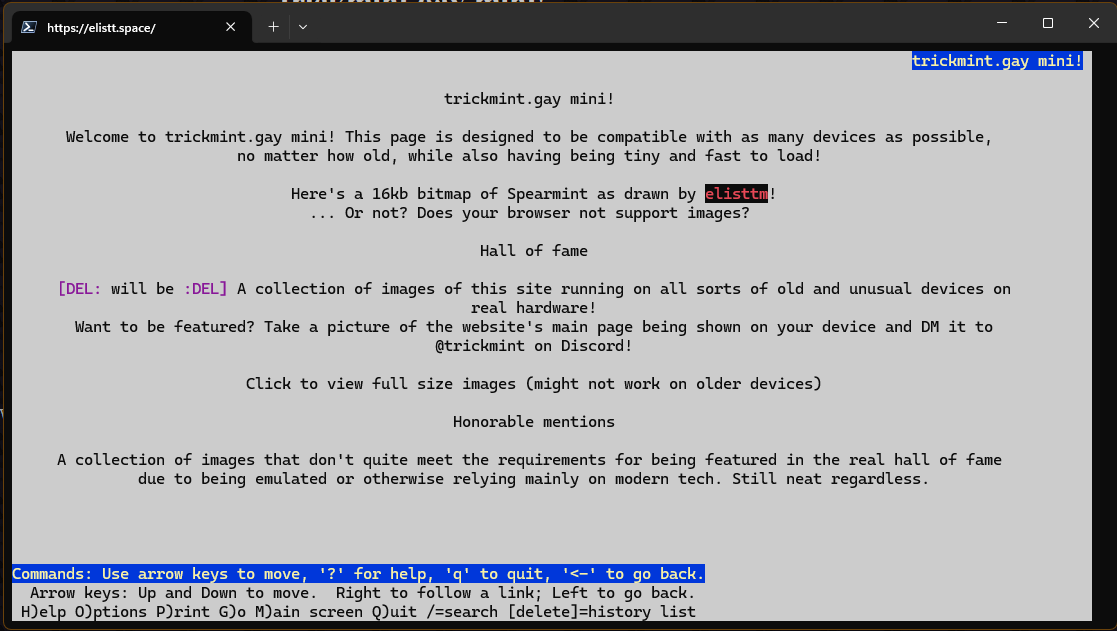 https://elistt.space/
trickmint.gay mini!
trickmint.gay mini!
Welcome to trickmint.gay mini! This page is designed to be compatible with as many devices as possible,
no matter how old, while also having being tiny and fast to load!
Here's a 16kb bitmap of Spearmint as drawn by elisttm!
... Or not? Does your browser not support images?
Hall of fame
[DEL: will be :DEL] A collection of images of this site running on all sorts of old and unusual devices on
real hardware!
Want to be featured? Take a picture of the website's main page being shown on your device and DM it to
@trickmint on Discord!
Click to view full size images (might not work on older devices)
Honorable mentions
A collection of images that don't quite meet the requirements for being featured in the real hall of fame
due to being emulated or otherwise relying mainly on modern tech. Still neat regardless.
Commands: Use arrow keys to move, '?' for help, 'q' to quit, '<-' to go back.
Arrow keys: Up and Down to move. Right to follow a link; Left to go back.
H)elp O)ptions P)rint G)o M)ain screen Q)uit /=search [delete]=history list